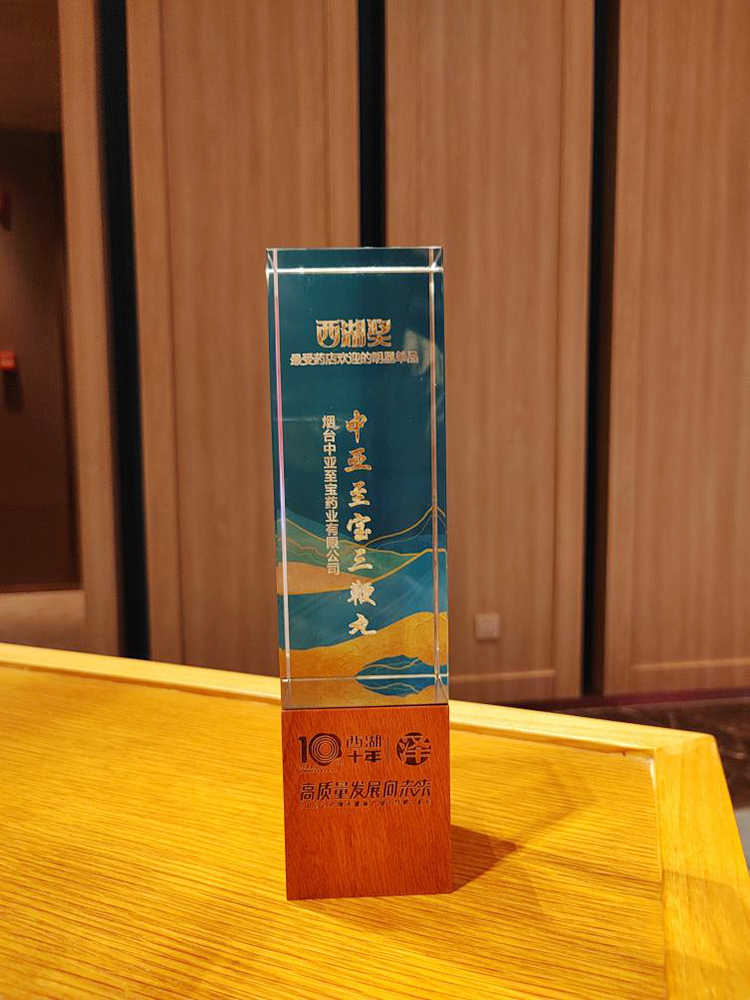 西湖奖
最受药店欢迎的明星单品
中亚至宝三鞭丸
烟台中亚至宝药业有限公司
10 西湖十年 泽
高质量发展向未来